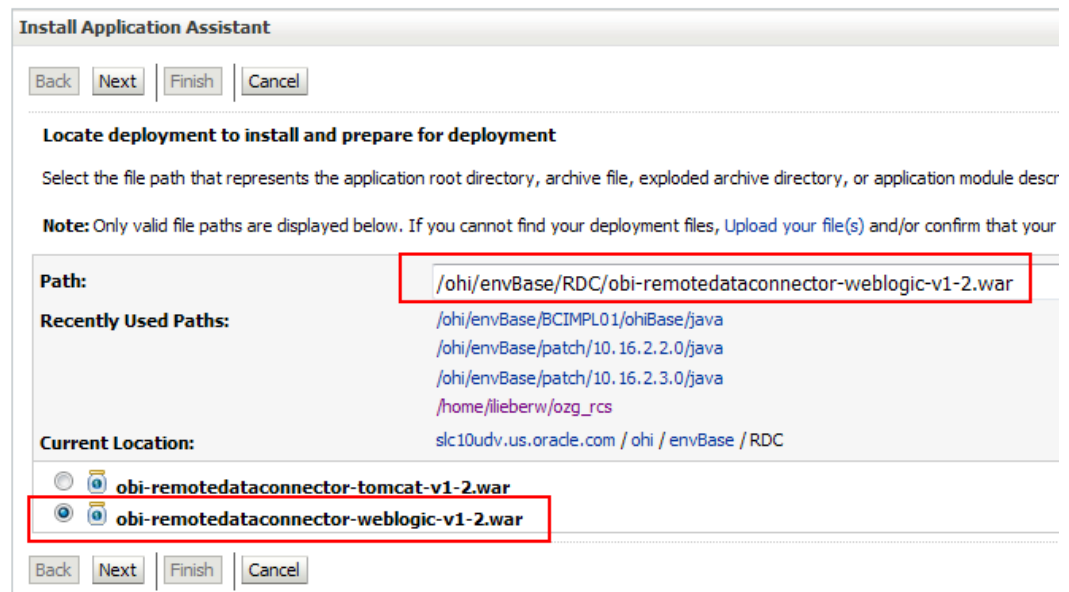 Install Application Assistant
Back Next Finish Cancel
Locate deployment to install and prepare for deployment
Select the file path that represents the application root directory, archive file, exploded archive directory, or application module descr
Note: Only valid file paths are displayed below. If you cannot find your deployment files, Upload your file(s) and/or confirm that your
Path: /ohi/envBase/RDC/obi-remotedataconnector-weblogic-v1-2.war
Recently Used Paths: /ohi/envBase/BCIMPL01/ohiBase/java
/ohi/envBase/patch/10.16.2.2.0/java
/ohi/envBase/patch/10.16.2.3.0/java
/home/ilieberw/ozg_rcs
Current Location: slc10udv.us.oracle.com / ohi / envBase / RDC
obi-remotedataconnector-tomcat-v1-2.war
obi-remotedataconnector-weblogic-v1-2.war
Back Next Finish Cancel